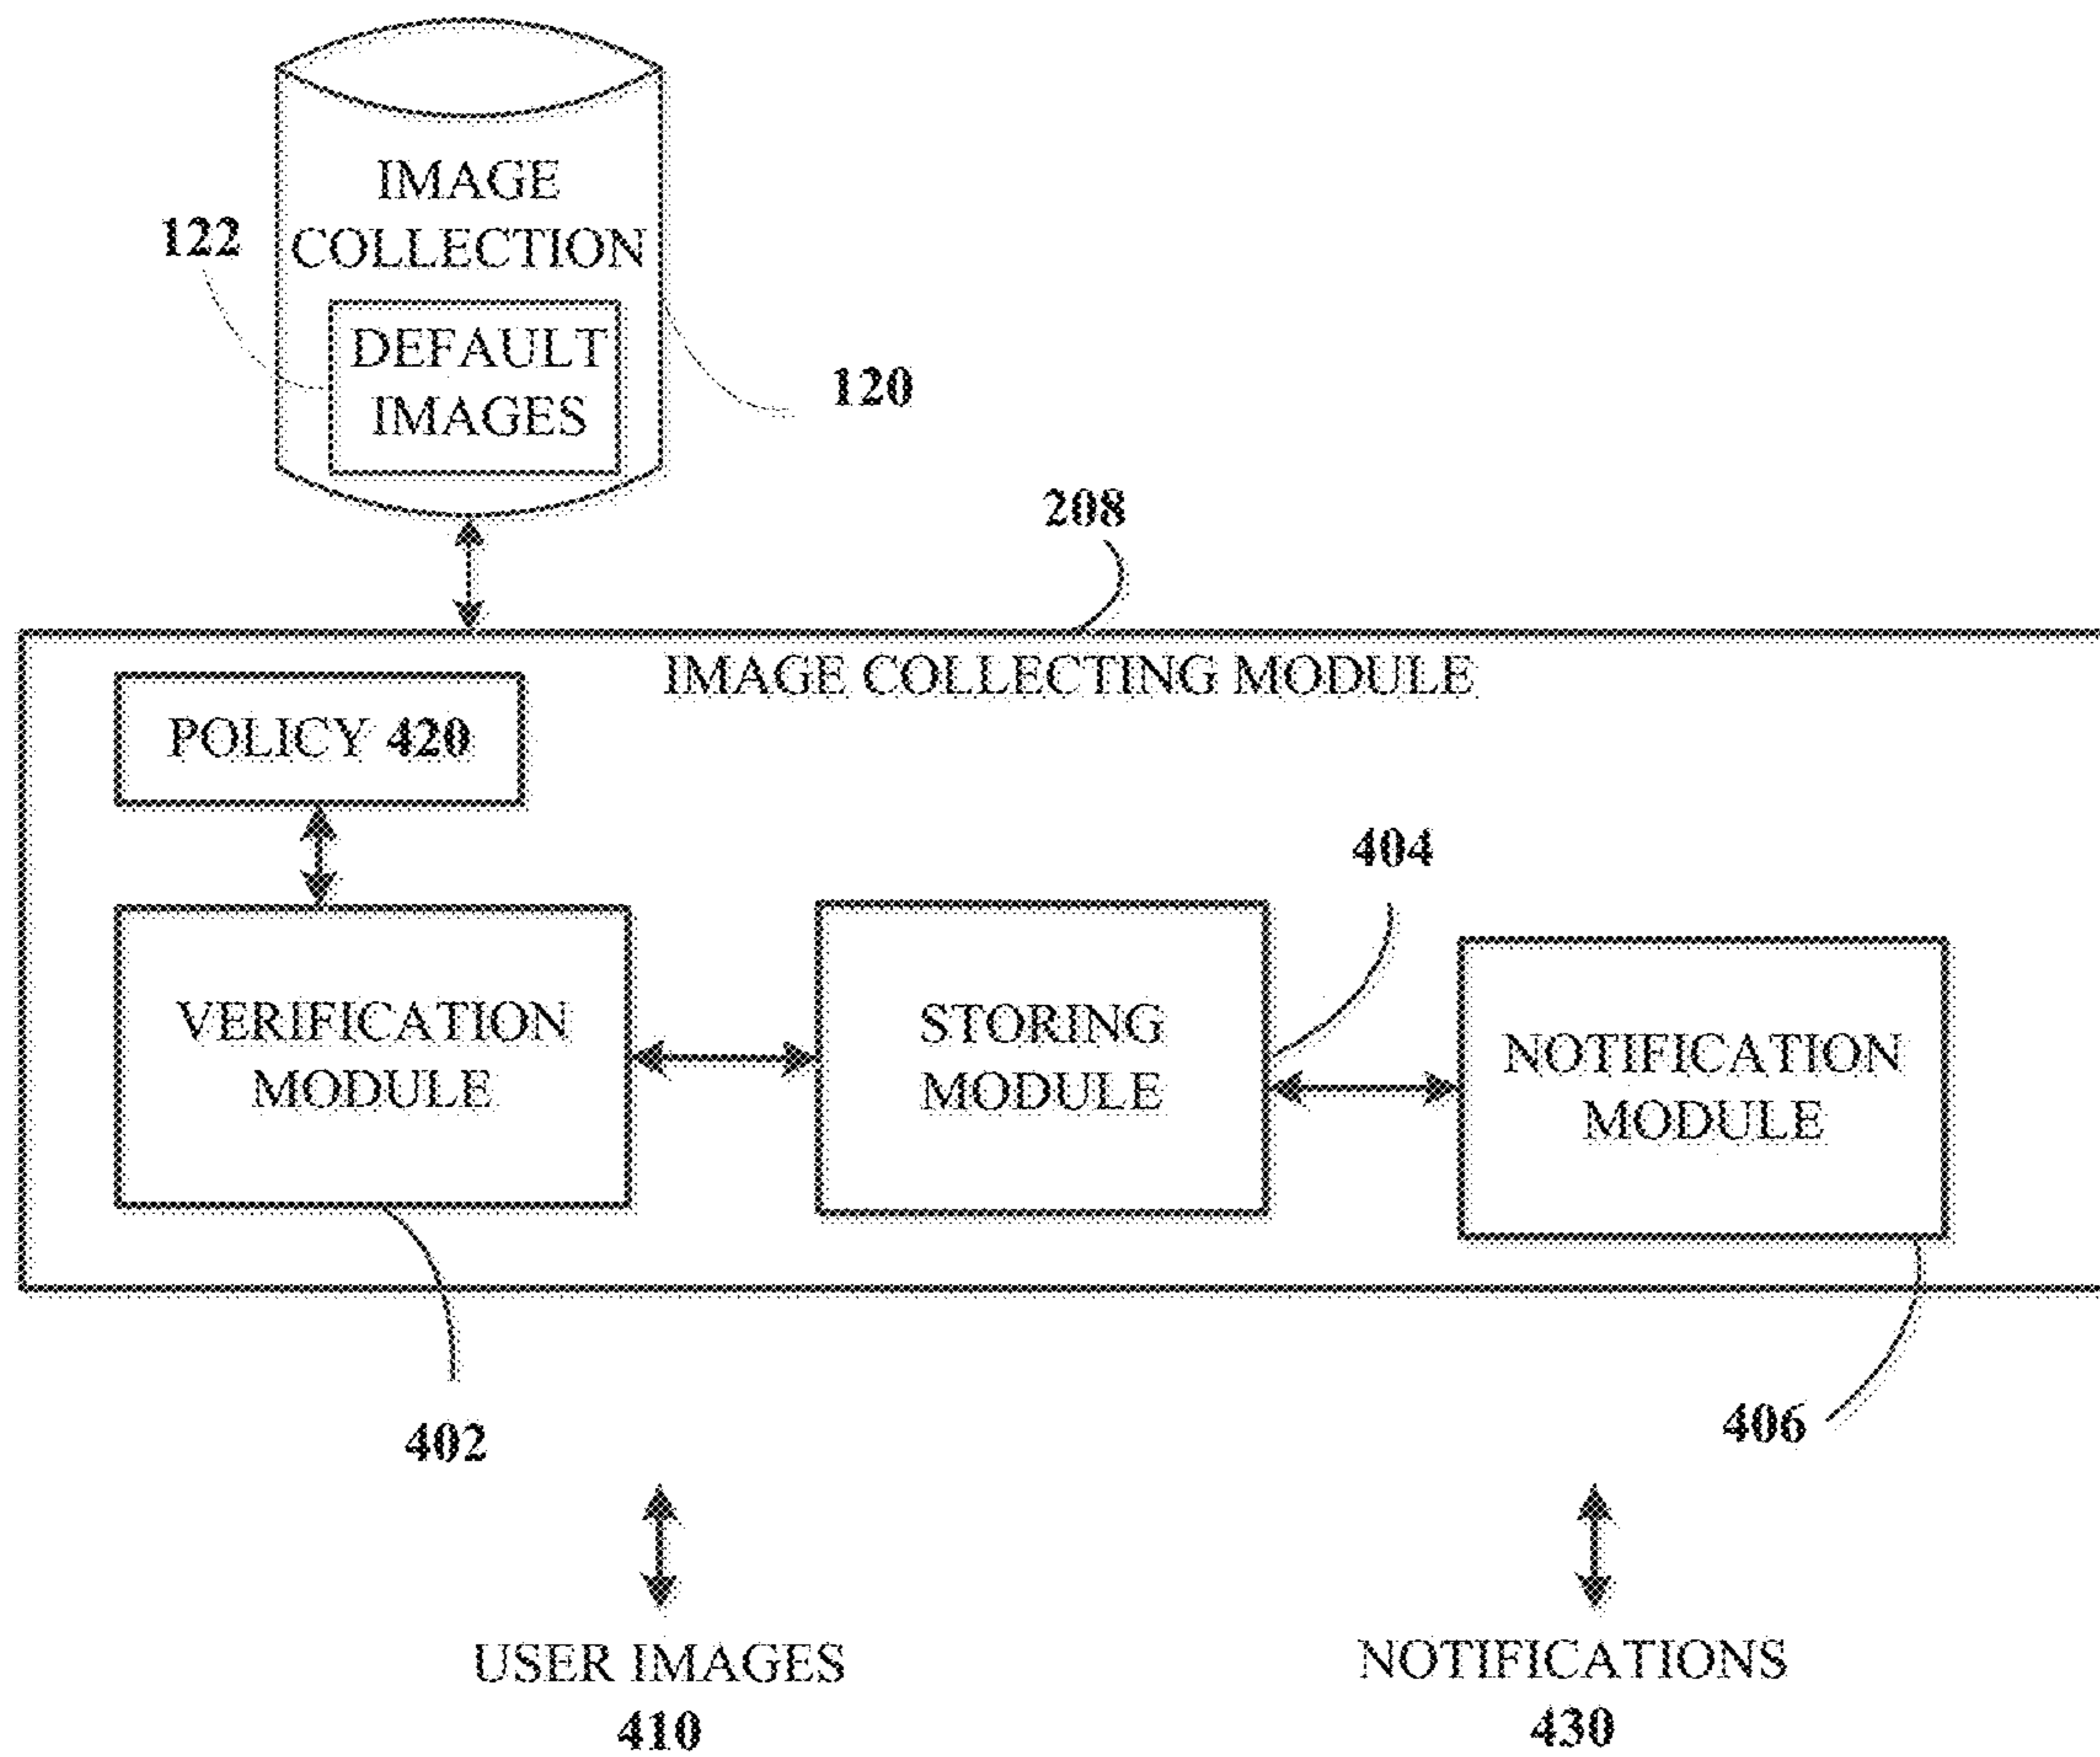 IMAGE
COLLECTION
122
DEFAULT
IMAGES
120
208
IMAGE COLLECTING MODULE
POLICY 420
404
VERIFICATION
MODULE
STORING
MODULE
NOTIFICATION
MODULE
402
406
USER IMAGES
410
NOTIFICATIONS
430